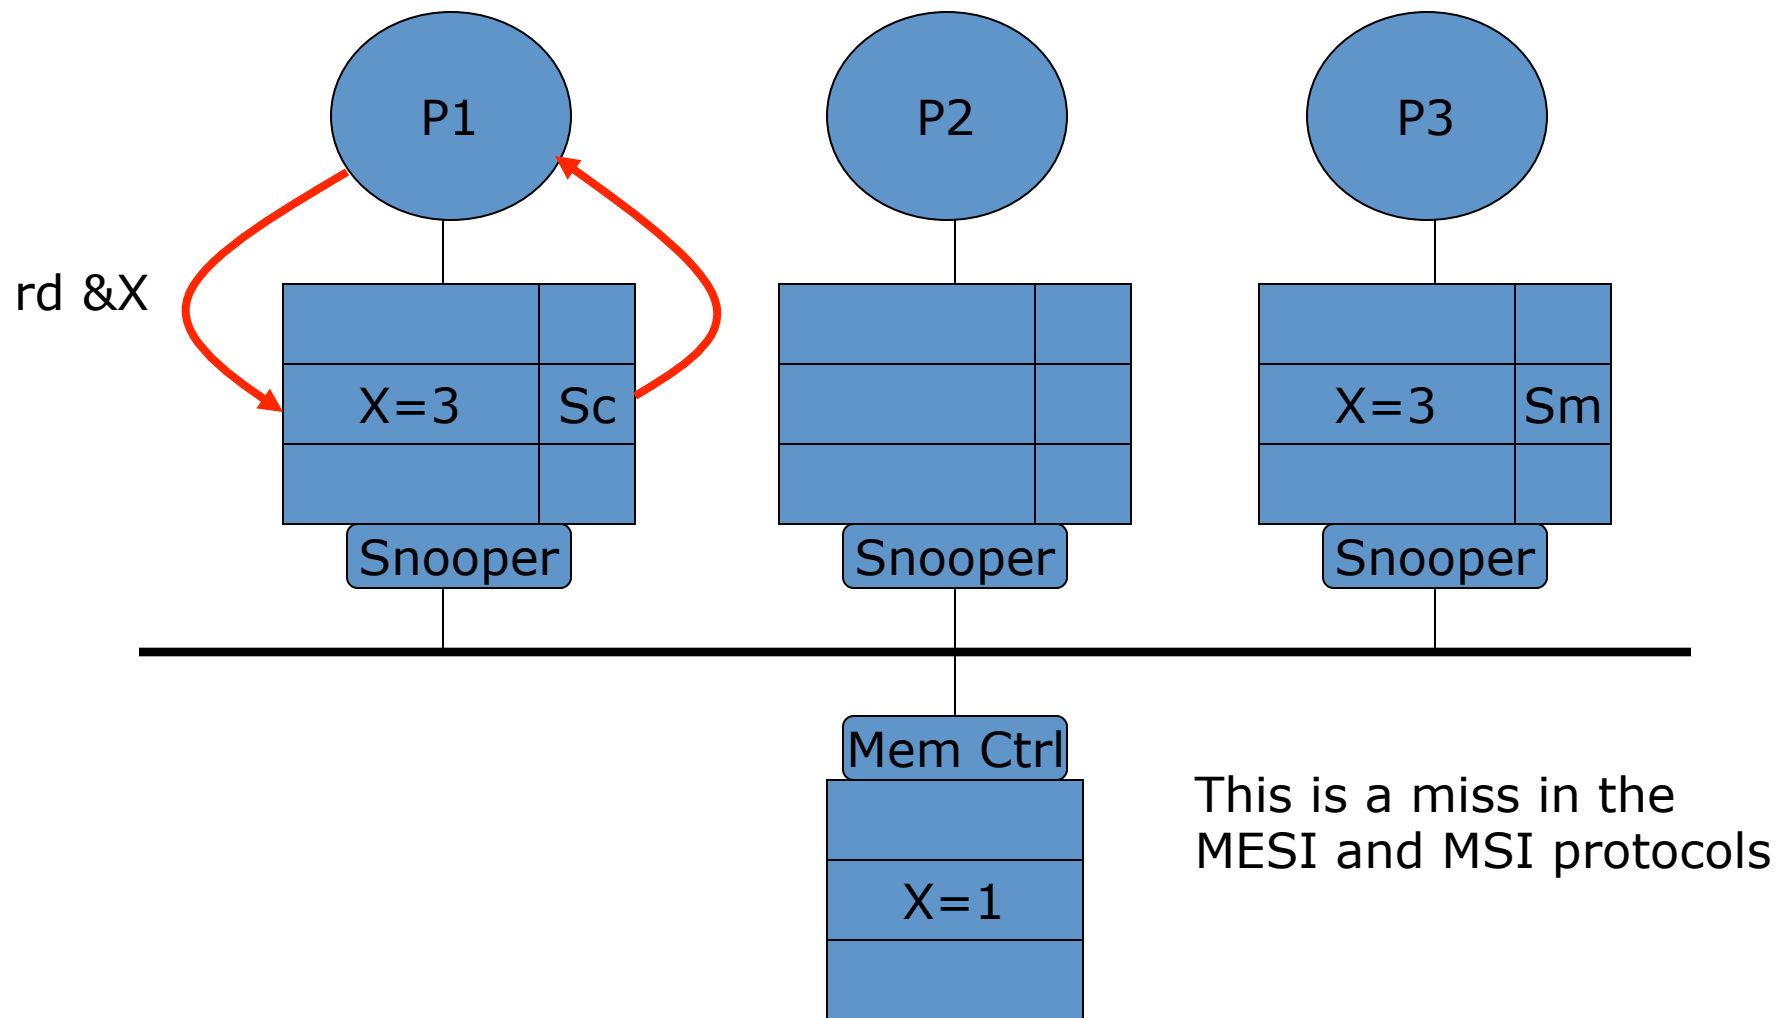 P1
P2
P3
rd &X
X=3
Sc
X=3
Sm
Snooper
Snooper
Snooper
Mem Ctrl
X=1
This is a miss in the
MESI and MSI protocols